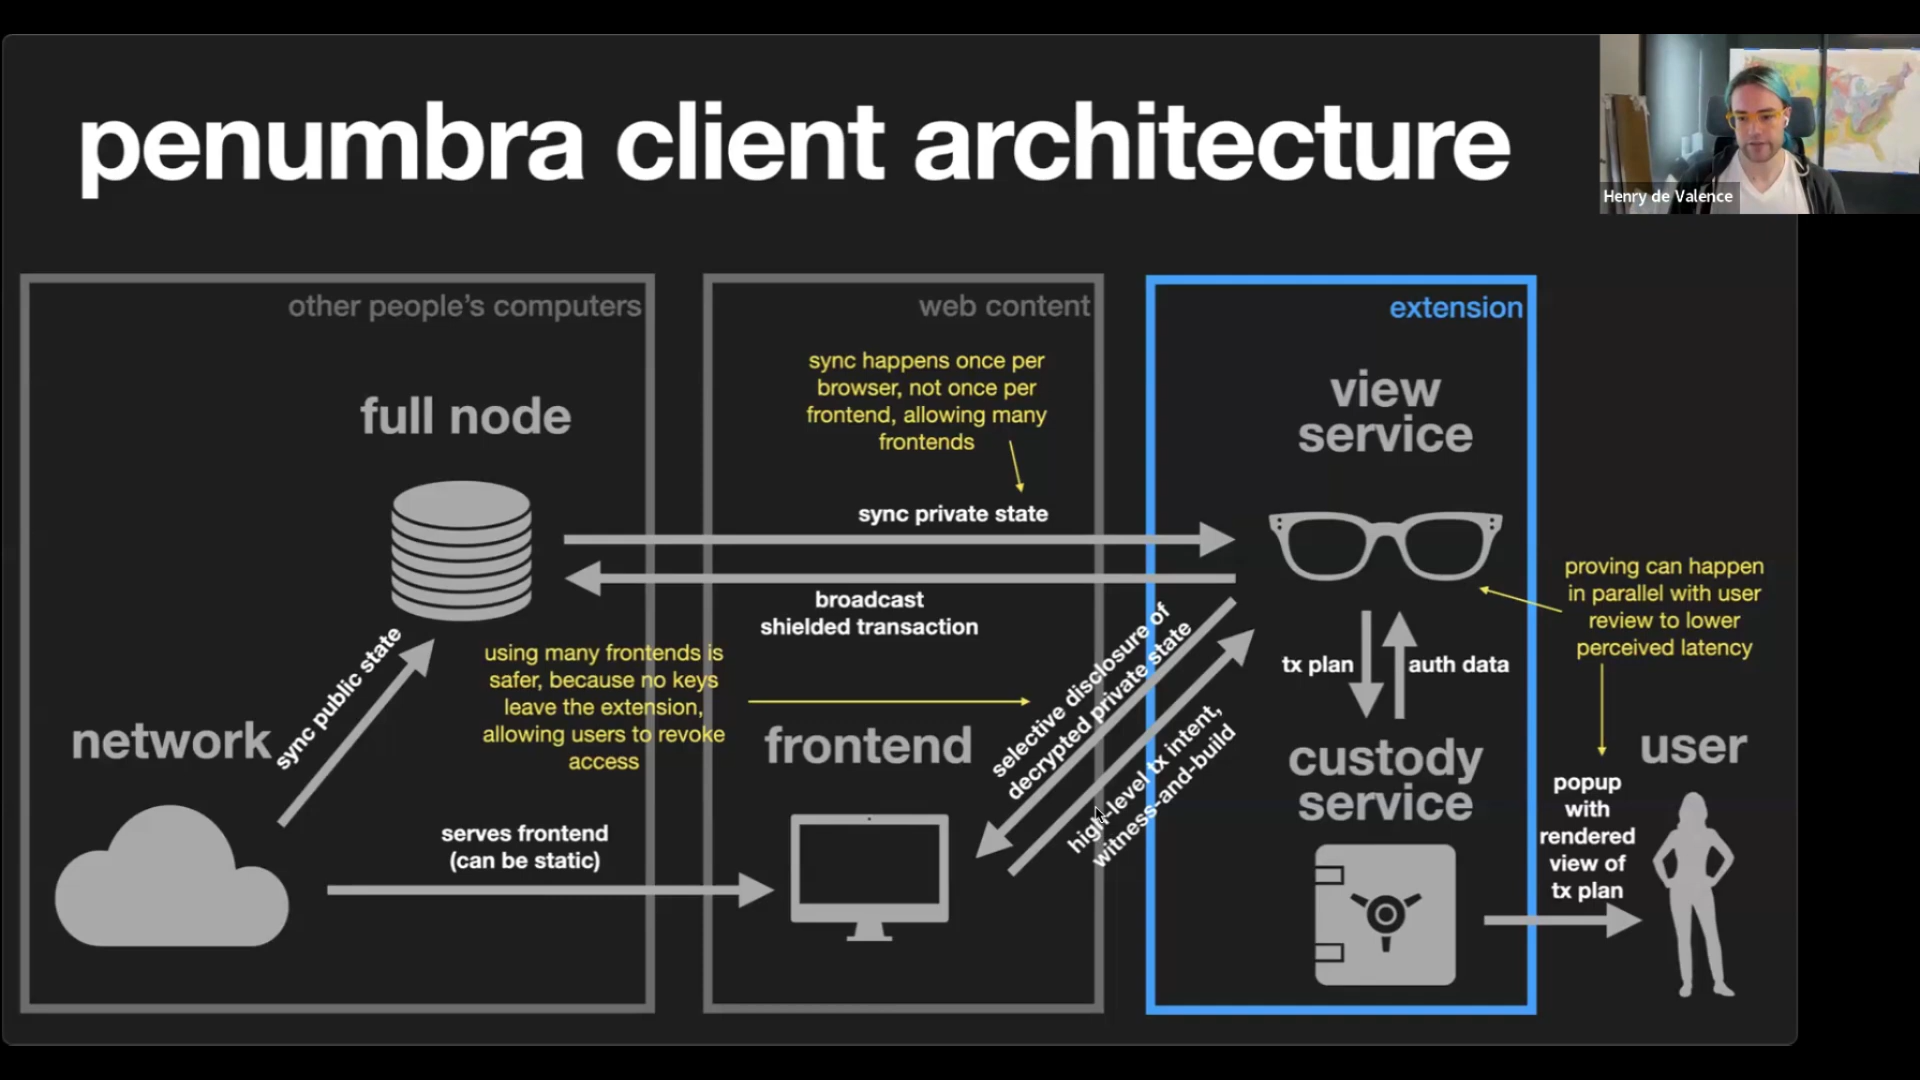 penumbra client architecture
Henry de Valence
other people's computers
full node
network
sync public state
using many frontends is
safer, because no keys
leave the extension,
allowing users to revoke
access
serves frontend
(can be static)
web content
sync happens once per
browser, not once per
frontend, allowing many
frontends
sync private state
broadcast
shielded transaction
frontend
selective disclosure of
decrypted private state
high-level tx intent,
witness-and-build
extension
view
service
tx plan
auth data
custody
service
proving can happen
in parallel with user
review to lower
perceived latency
user
popup
with
rendered
view of
tx plan